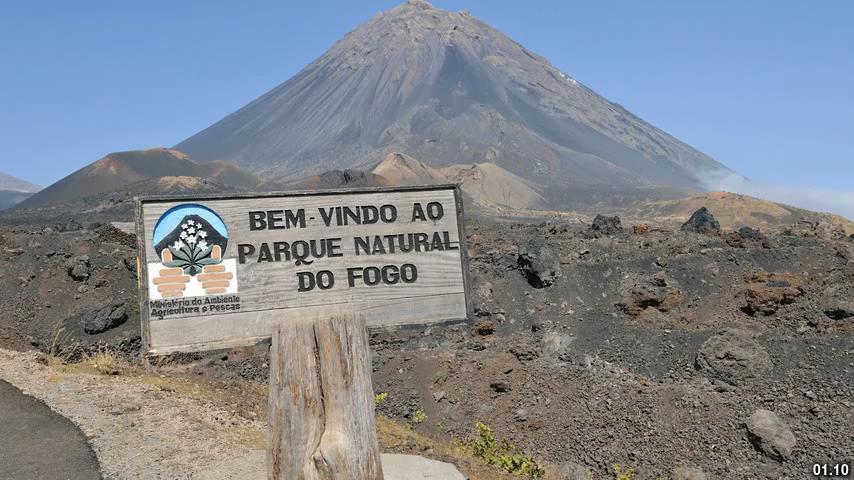 BEM-VINDO AO
PARQUE NATURAL
DO FOGO
Ministério do Ambiente
Agricultura e Pescas
01.10